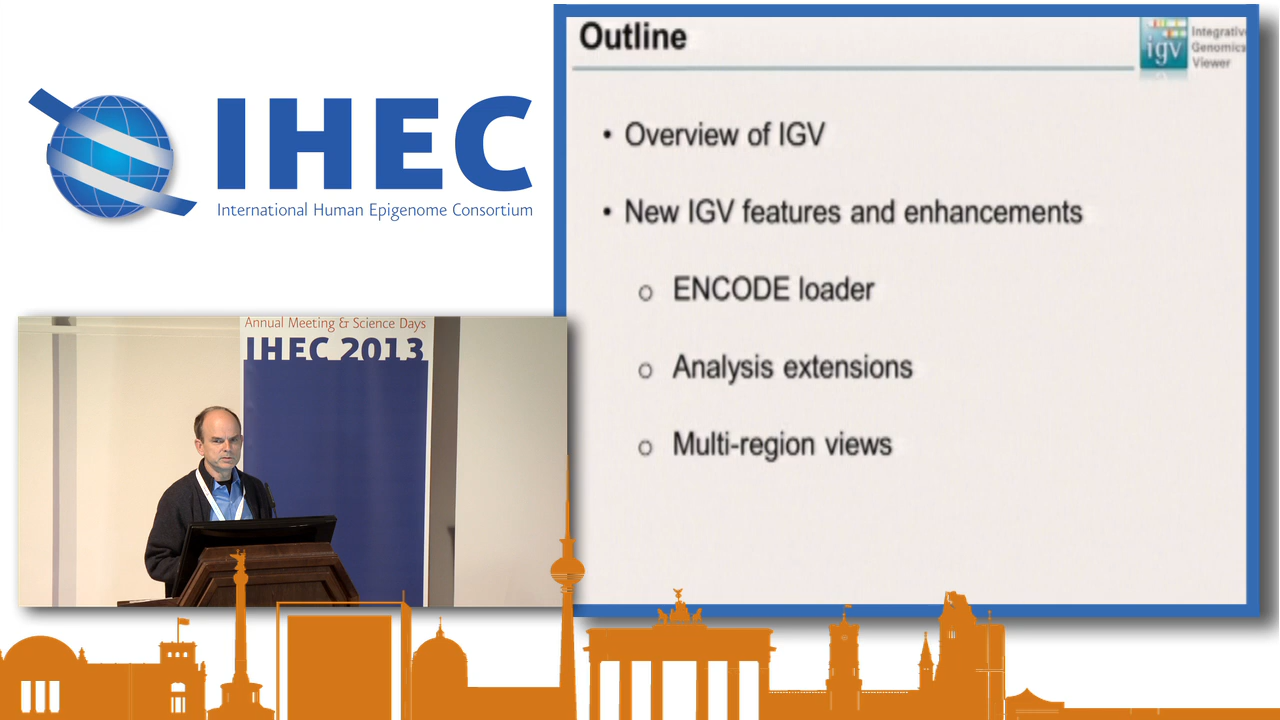 IHEC
International Human Epigenome Consortium
Annual Meeting & Science Days
IHEC 2013
Outline
igv
Integrative
Genomics
Viewer
• Overview of IGV
• New IGV features and enhancements
o ENCODE loader
o Analysis extensions
o Multi-region views